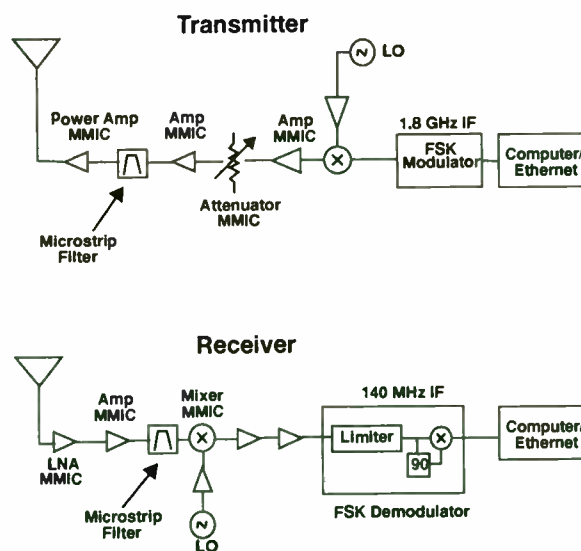 Transmitter
LO
Power Amp
MMIC
Amp
MMIC
Amp
MMIC
1.8 GHz IF
FSK
Modulator
Computer/
Ethernet
Attenuator
MMIC
Microstrip
Filter
Receiver
Amp
MMIC
Mixer
MMIC
140 MHz IF
Limiter
90
Computer/
Ethernet
LNA
MMIC
Microstrip
Filter
LO
FSK Demodulator